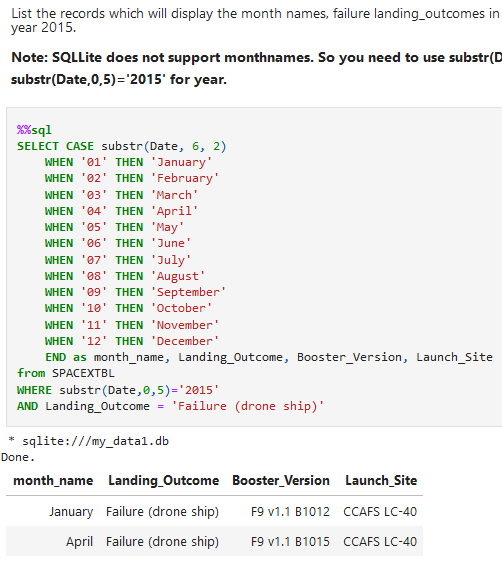 List the records which will display the month names, failure landing_outcomes in
year 2015.
Note: SQLLite does not support monthnames. So you need to use substr(D
substr(Date,0,5)='2015' for year.
%%sql
SELECT CASE substr(Date, 6, 2)
    WHEN '01' THEN 'January'
    WHEN '02' THEN 'February'
    WHEN '03' THEN 'March'
    WHEN '04' THEN 'April'
    WHEN '05' THEN 'May'
    WHEN '06' THEN 'June'
    WHEN '07' THEN 'July'
    WHEN '08' THEN 'August'
    WHEN '09' THEN 'September'
    WHEN '10' THEN 'October'
    WHEN '11' THEN 'November'
    WHEN '12' THEN 'December'
    END as month_name, Landing_Outcome, Booster_Version, Launch_Site
from SPACEXTBL
WHERE substr(Date,0,5)='2015'
AND Landing_Outcome = 'Failure (drone ship)'
* sqlite:///my_data1.db
Done.
month_name Landing_Outcome Booster_Version Launch_Site
January Failure (drone ship) F9 v1.1 B1012 CCAFS LC-40
April Failure (drone ship) F9 v1.1 B1015 CCAFS LC-40